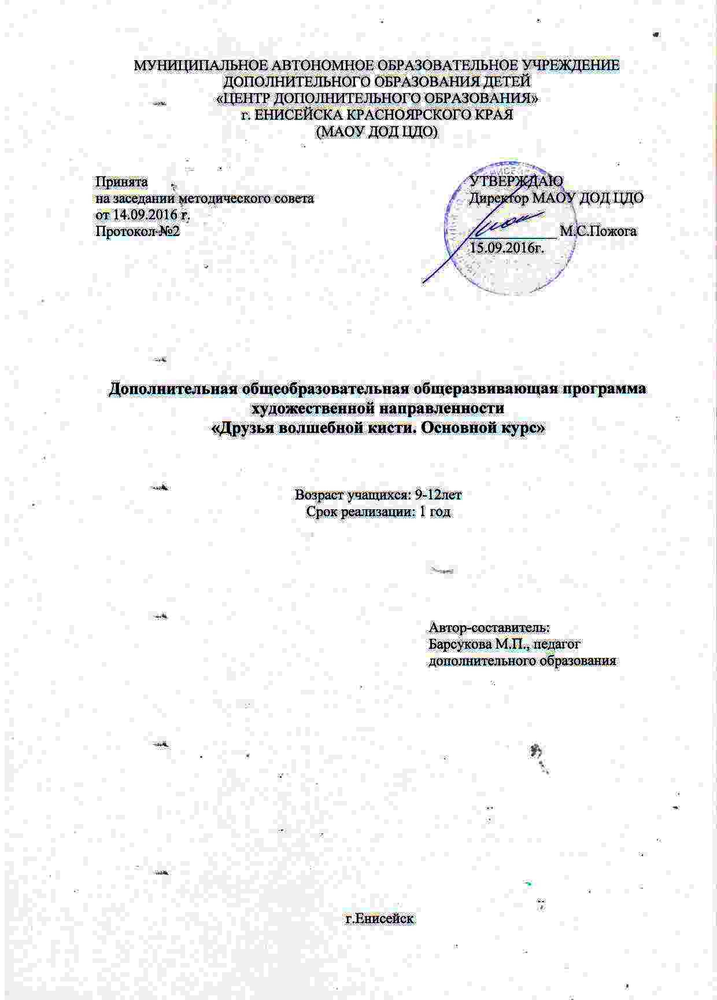 МУНИЦИПАЛЬНОЕ АВТОНОМНОЕ ОБРАЗОВАТЕЛЬНОЕ УЧРЕЖДЕНИЕ
ДОПОЛНИТЕЛЬНОГО ОБРАЗОВАНИЯ ДЕТЕЙ
«ЦЕНТР ДОПОЛНИТЕЛЬНОГО ОБРАЗОВАНИЯ»
г. ЕНИСЕЙСКА КРАСНОЯРСКОГО КРАЯ
(МАОУ ДОД ЦДО)
Принята
на заседании методического совета
от 14.09.2016 г.
Протокол №2
УТВЕРЖДАЮ
Директор МАОУ ДОД ЦДО
____________ М.С.Пожога
15.09.2016г.
Дополнительная общеобразовательная общеразвивающая программа
художественной направленности
«Друзья волшебной кисти. Основной курс»
Возраст учащихся: 9-12лет
Срок реализации: 1 год
Автор-составитель:
Барсукова М.П., педагог
дополнительного образования
г.Енисейск